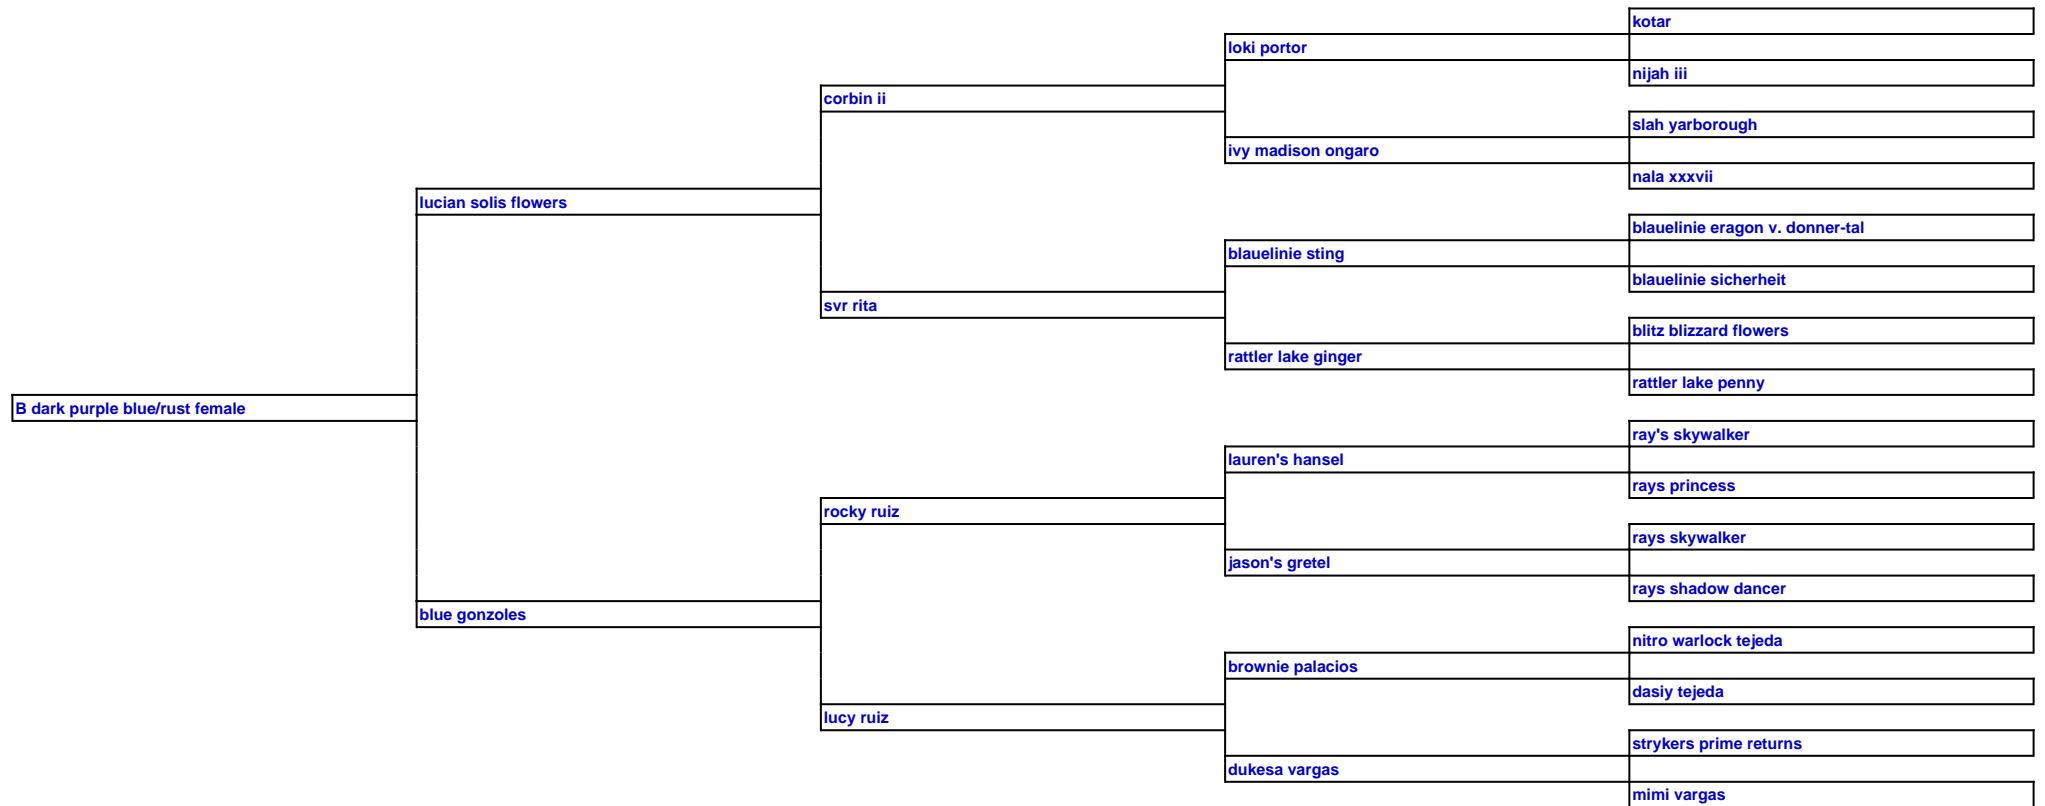 kotar
loki portor
nijah iii
corbin ii
slah yarborough
ivy madison ongaro
nala xxxvii
lucian solis flowers
blauelinie eragon v. donner-tal
blauelinie sting
blauelinie sicherheit
svr rita
blitz blizzard flowers
rattler lake ginger
rattler lake penny
B dark purple blue/rust female
ray's skywalker
lauren's hansel
rays princess
rocky ruiz
rays skywalker
jason's gretel
rays shadow dancer
blue gonzoles
nitro warlock tejeda
brownie palacios
dasiy tejeda
lucy ruiz
strykers prime returns
dukesa vargas
mimi vargas